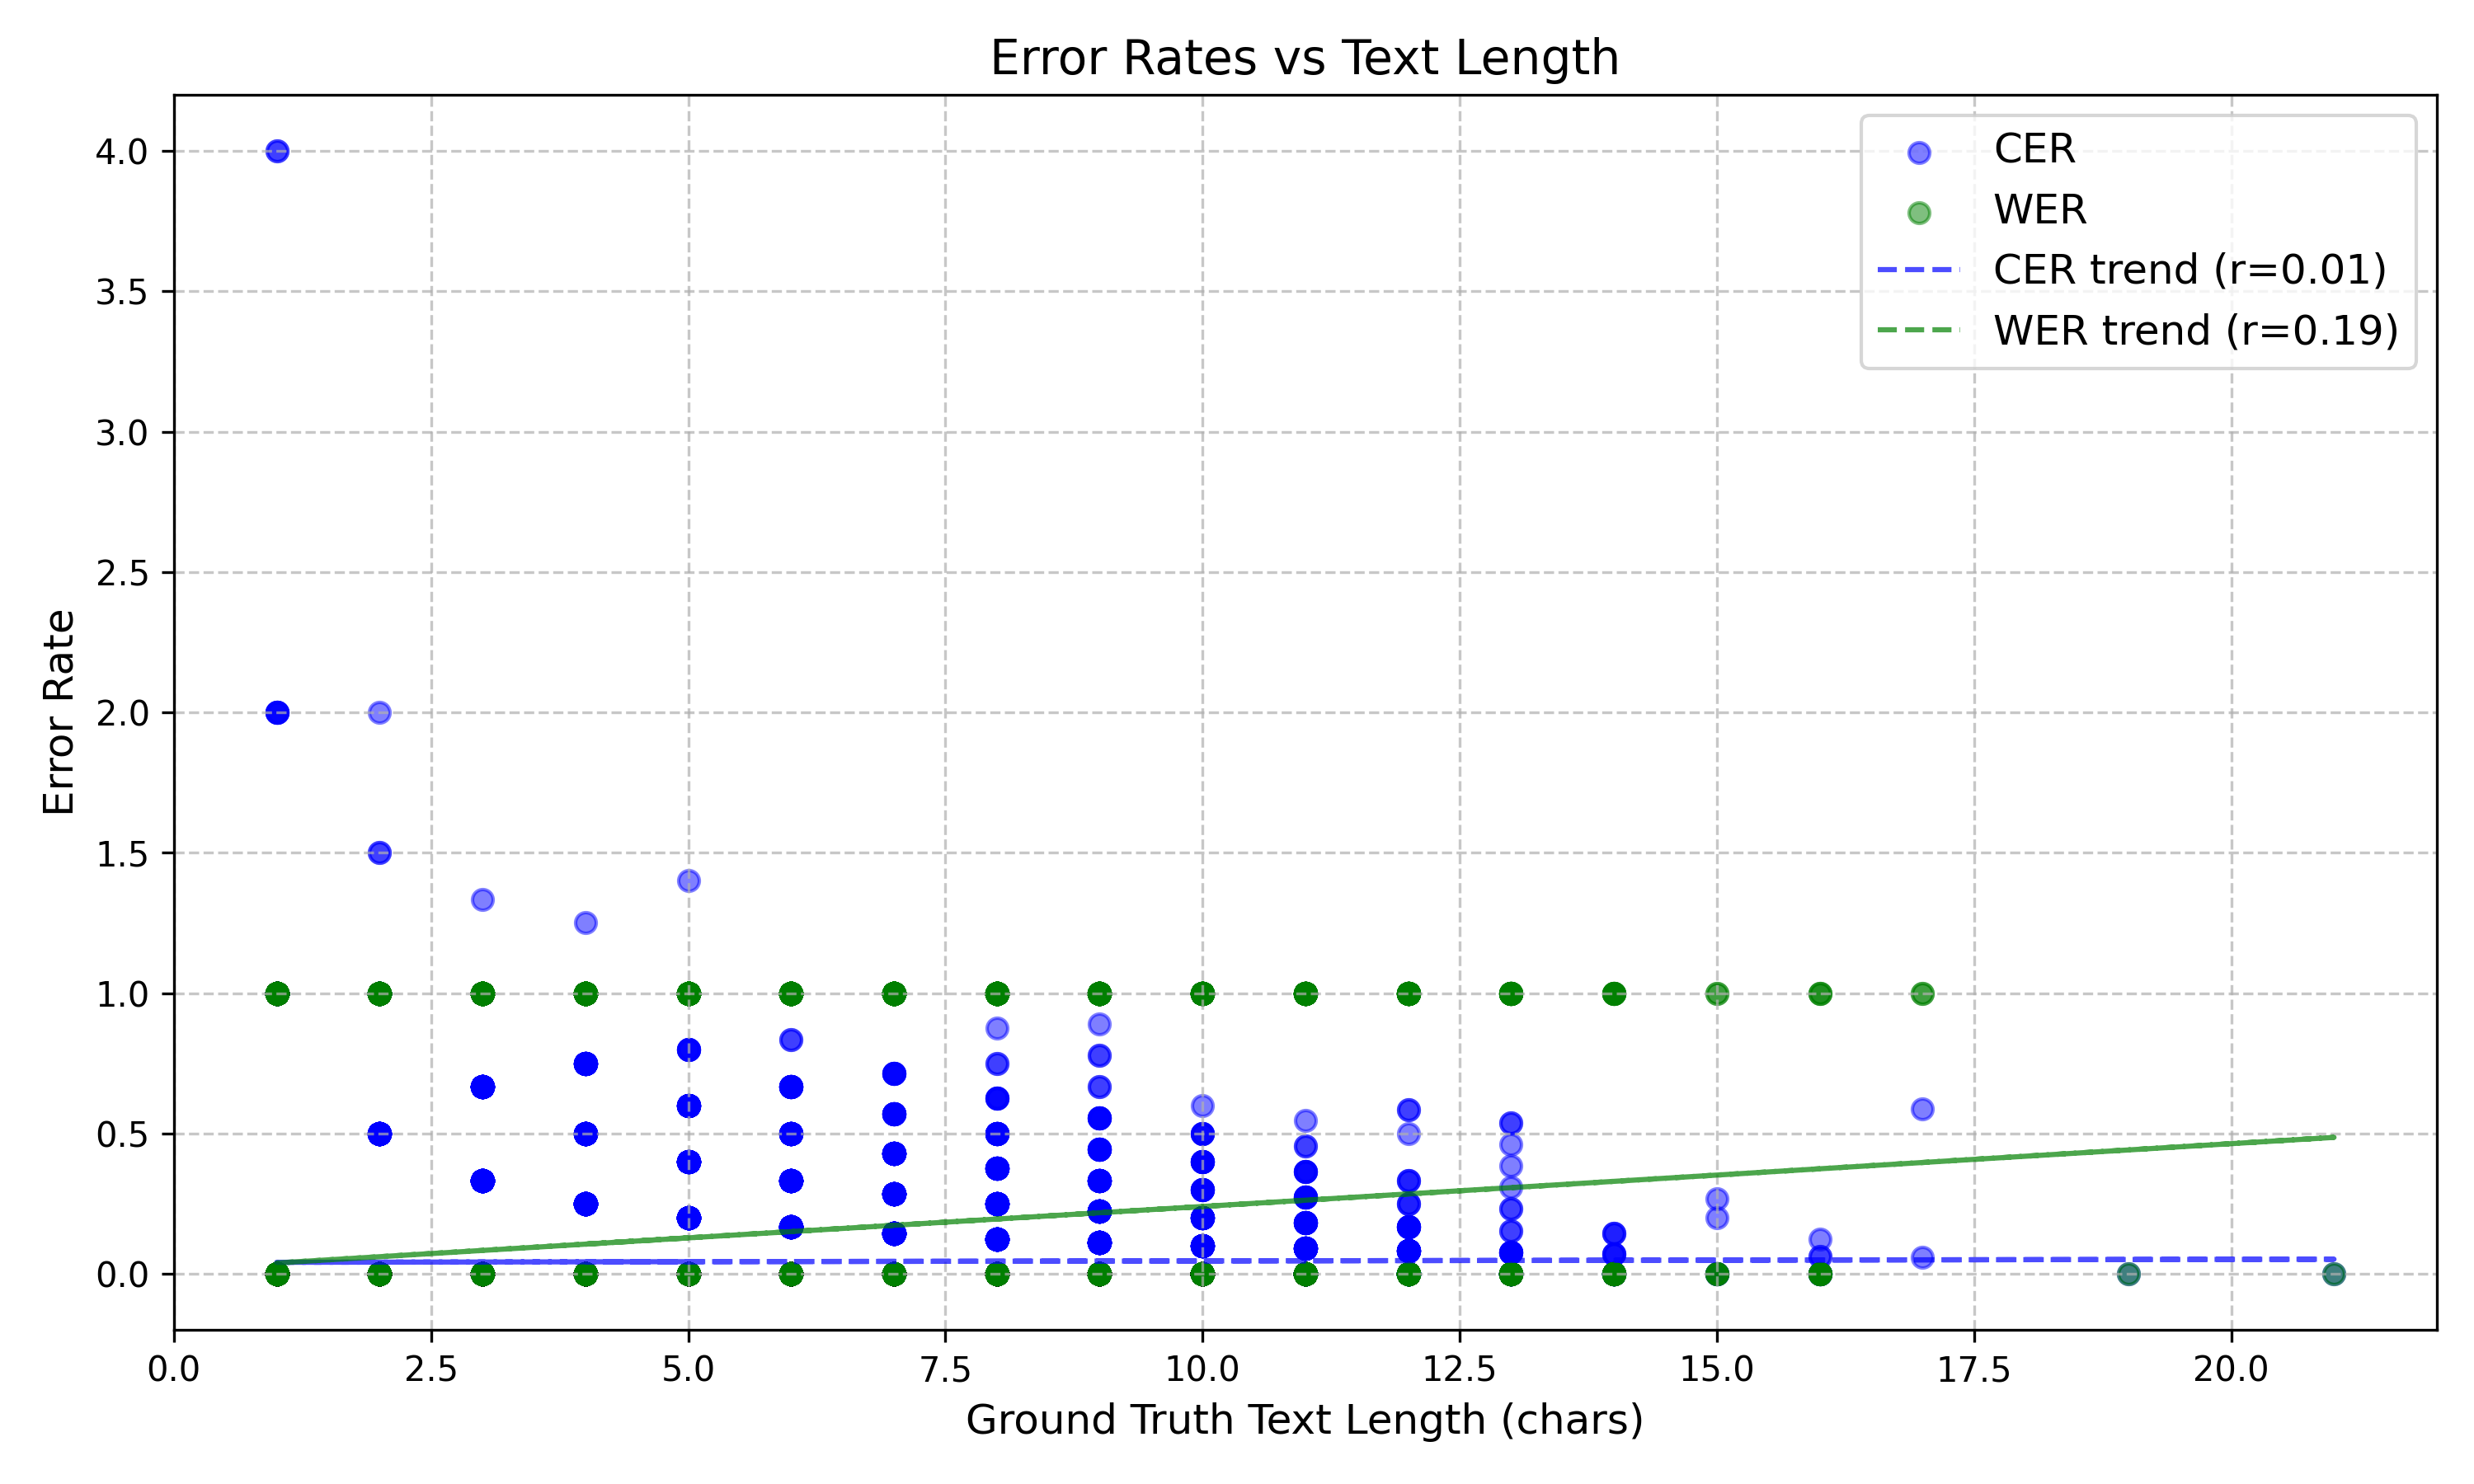 Error Rates vs Text Length
CER
WER
CER trend (r=0.01)
WER trend (r=0.19)
Error Rate
4.0
3.5
3.0
2.5
2.0
1.5
1.0
0.5
0.0
0.0 2.5 5.0 7.5 10.0 12.5 15.0 17.5 20.0
Ground Truth Text Length (chars)